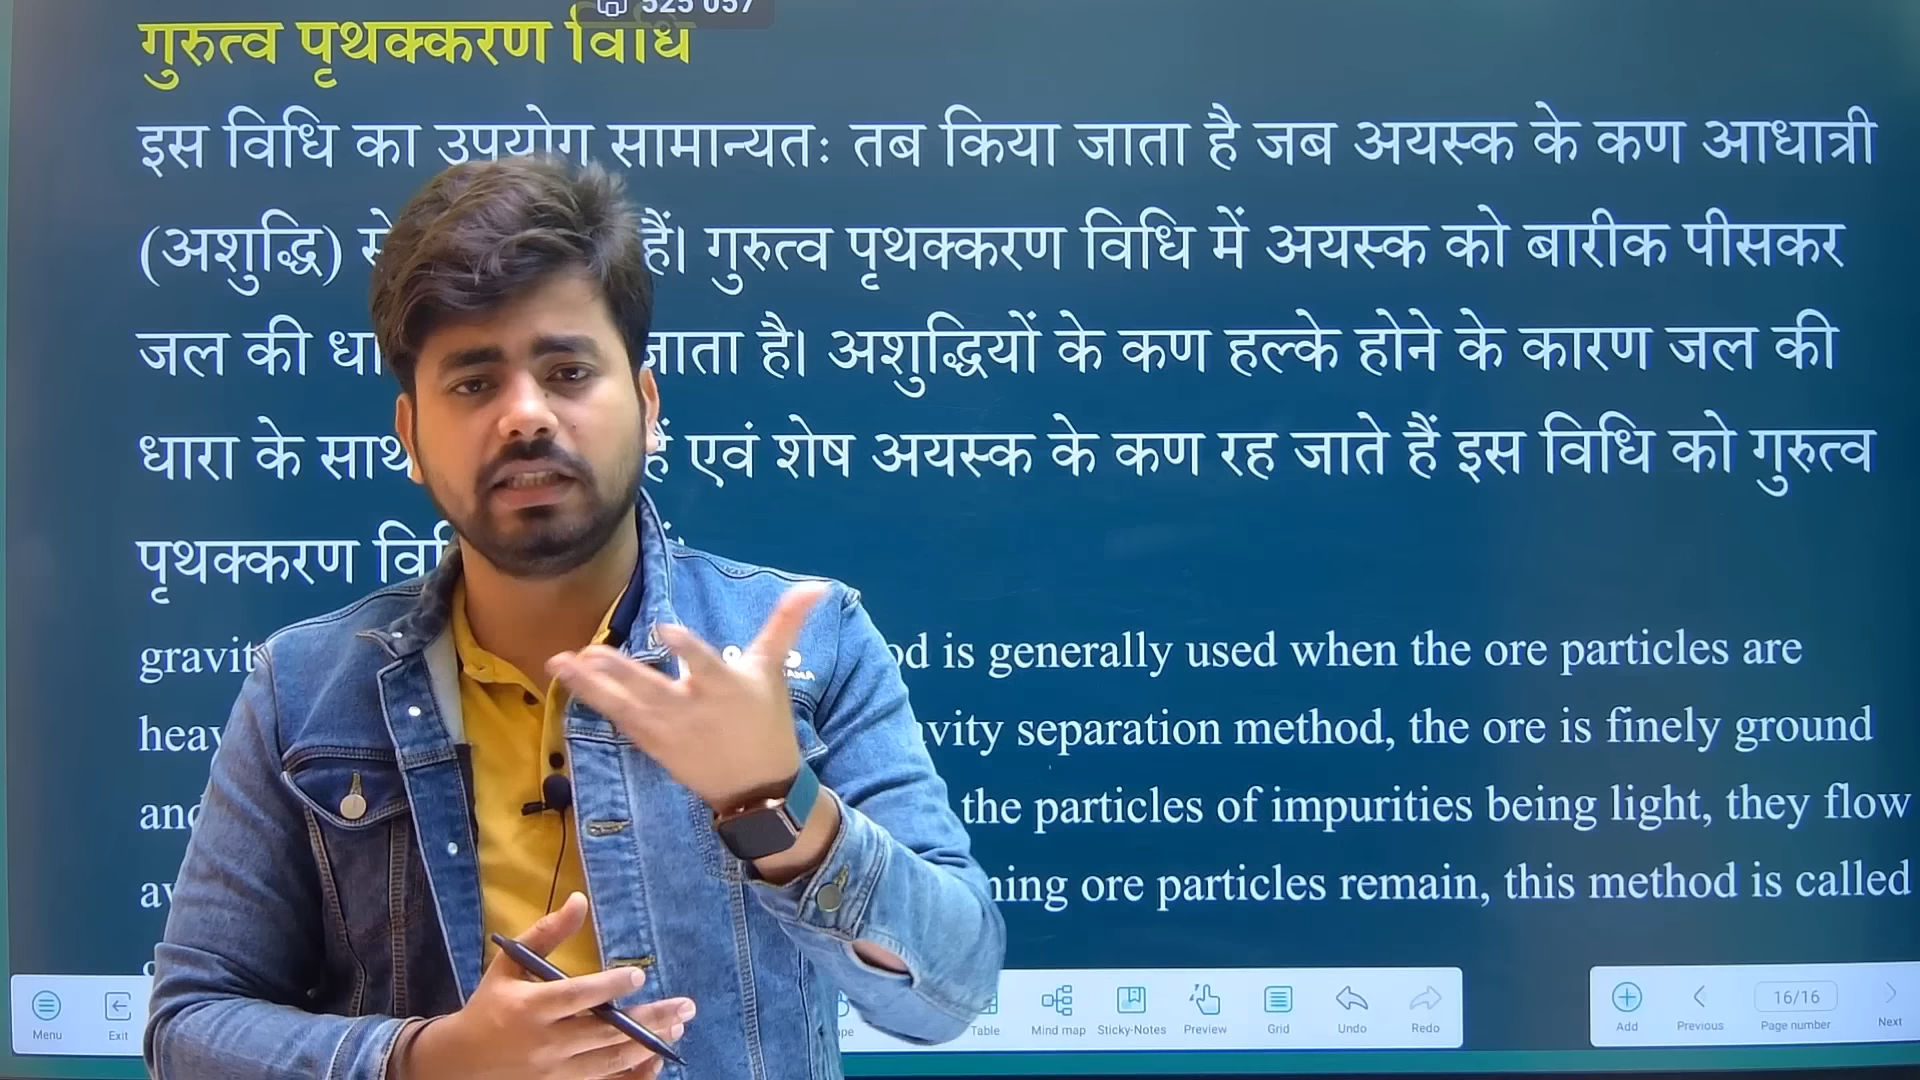 525 057
गुरुत्व पृथक्करण विधि
इस विधि का उपयोग सामान्यतः तब किया जाता है जब अयस्क के कण आधात्री
(अशुद्धि) हैं। गुरुत्व पृथक्करण विधि में अयस्क को बारीक पीसकर
जल की जाता है। अशुद्धियों के कण हल्के होने के कारण जल की
धारा के साथ एवं शेष अयस्क के कण रह जाते हैं इस विधि को गुरुत्व
पृथक्करण
is generally used when the ore particles are
separation method, the ore is finely ground
the particles of impurities being light, they flow
ore particles remain, this method is called
Menu Exit Table Mind map Sticky-Notes Preview Grid Undo Redo Add Previous 16/16 Page number Next